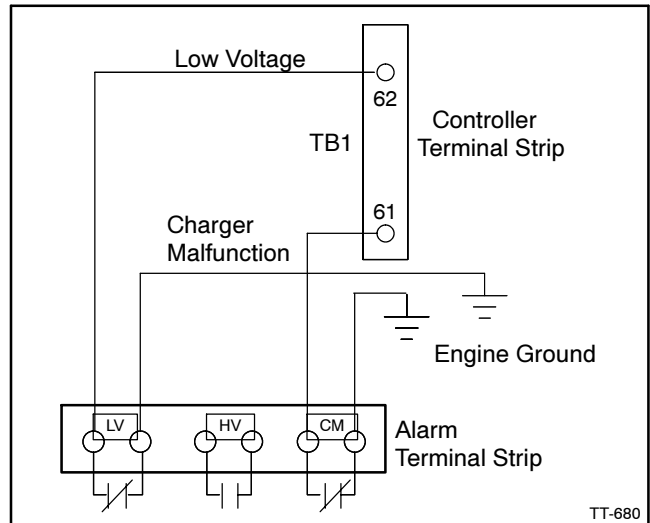 Low Voltage
62
Controller
Terminal Strip
TB1
61
Charger
Malfunction
Engine Ground
LV
HV
CM
Alarm
Terminal Strip
TT-680